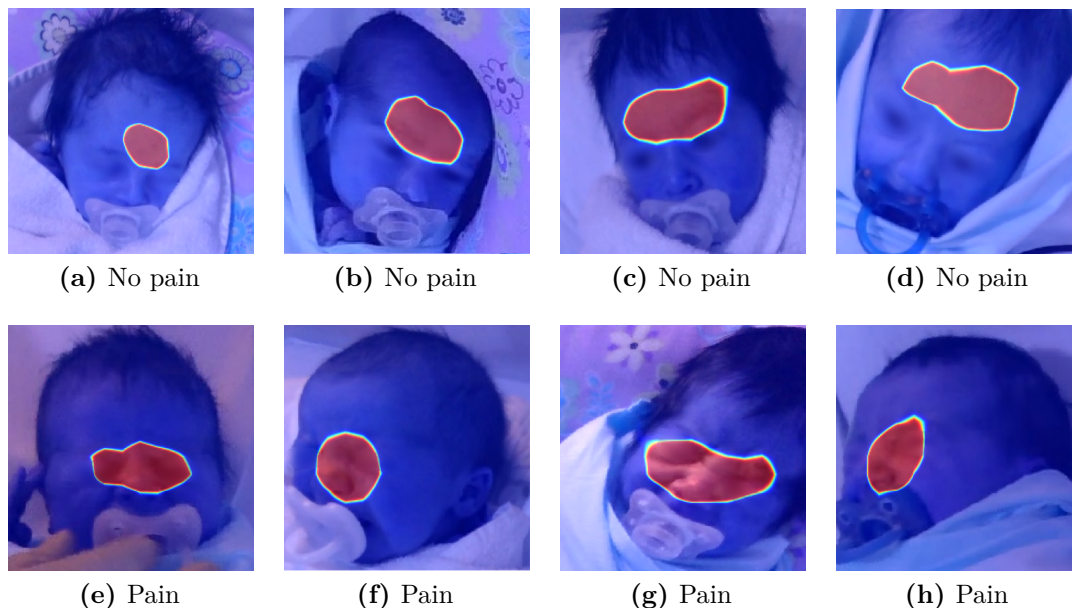 (a) No pain
(b) No pain
(c) No pain
(d) No pain
(e) Pain
(f) Pain
(g) Pain
(h) Pain